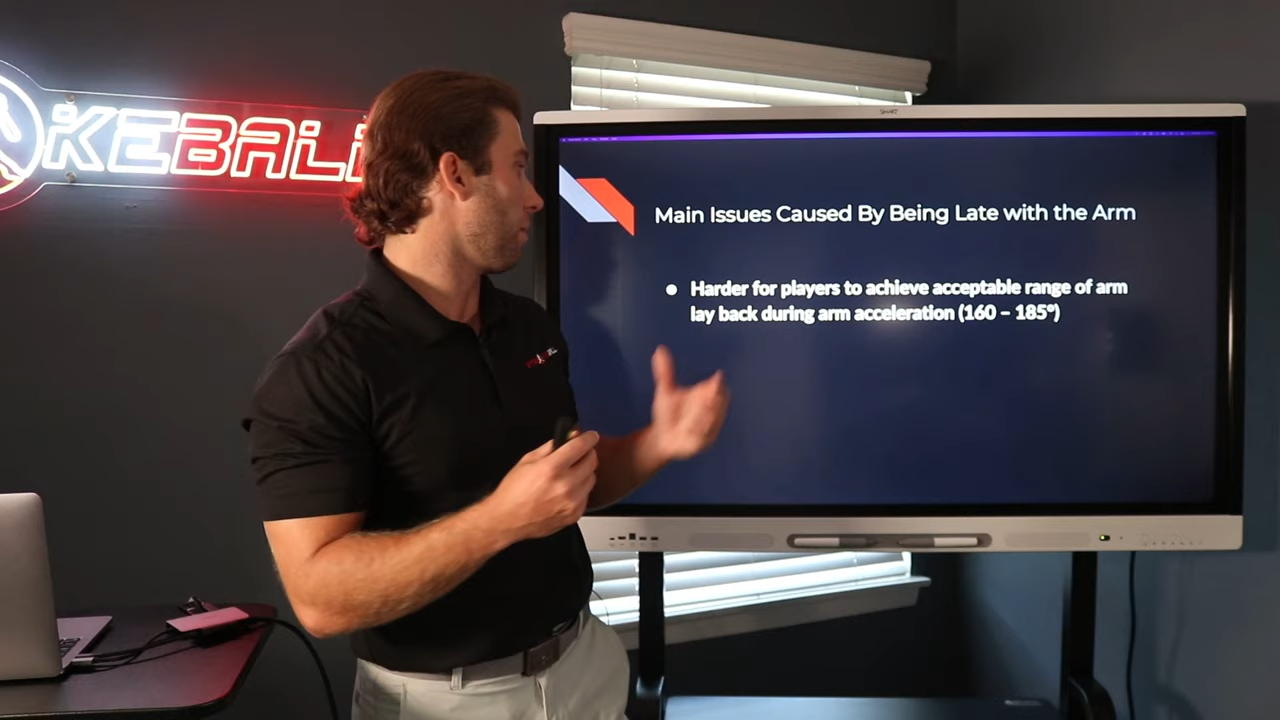 KEBALL
SMART
Main Issues Caused By Being Late with the Arm
● Harder for players to achieve acceptable range of arm
lay back during arm acceleration (160 – 185°)